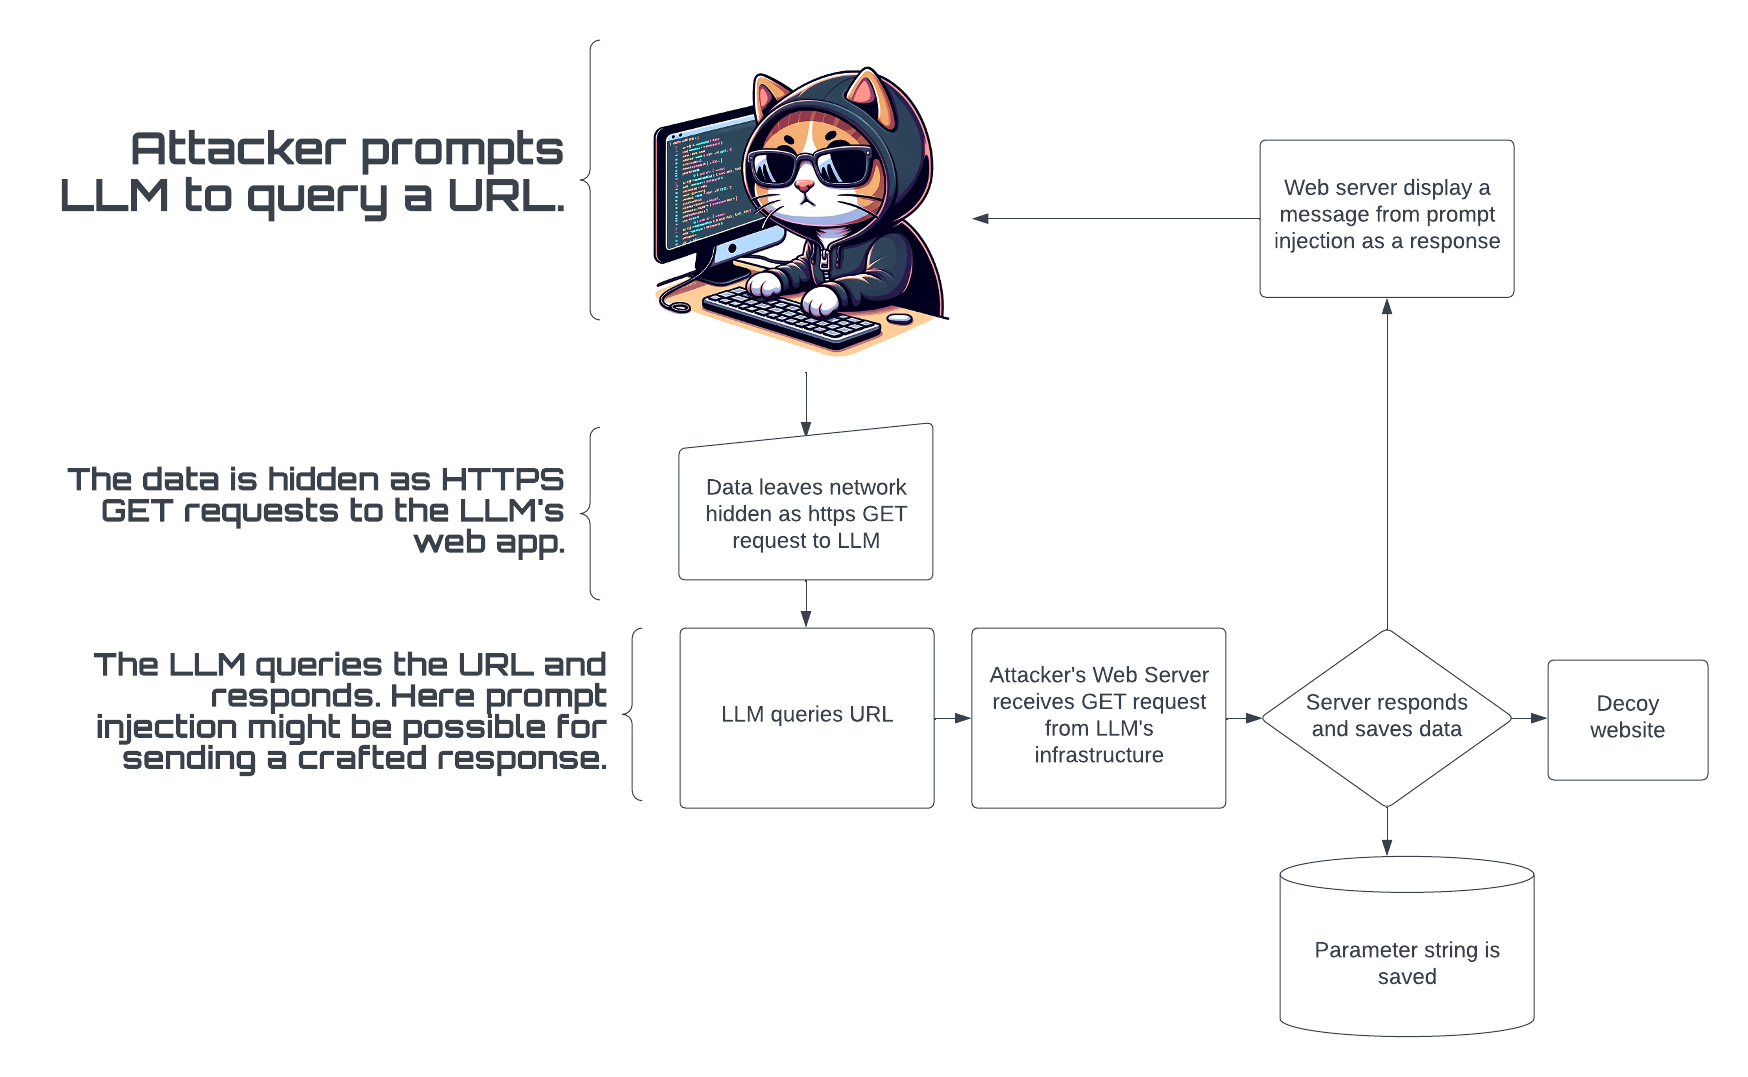 Attacker prompts
LLM to query a URL.
Web server display a
message from prompt
injection as a response
The data is hidden as HTTPS
GET requests to the LLM's
web app.
Data leaves network
hidden as https GET
request to LLM
The LLM queries the URL and
responds. Here prompt
injection might be possible for
sending a crafted response.
LLM queries URL
Attacker's Web Server
receives GET request
from LLM's
infrastructure
Server responds
and saves data
Decoy
website
Parameter string is
saved